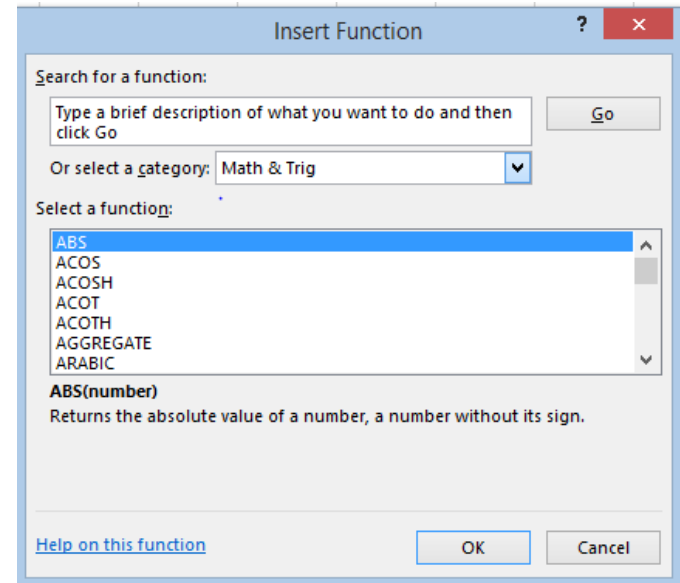 Insert Function
?
×
Search for a function:
Type a brief description of what you want to do and then
click Go
Go
Or select a category: Math & Trig
Select a function:
ABS
ACOS
ACOSH
ACOT
ACOTH
AGGREGATE
ARABIC
ABS(number)
Returns the absolute value of a number, a number without its sign.
Help on this function
OK
Cancel